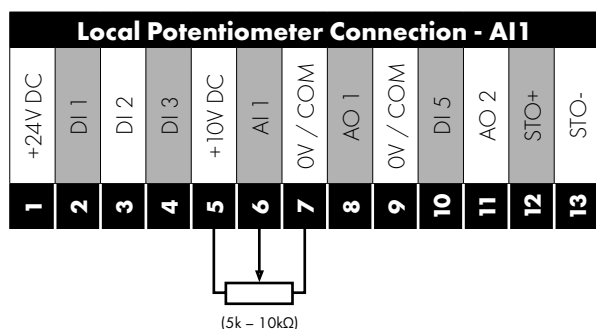 Local Potentiometer Connection - AI1
+24V DC
DI 1
DI 2
DI 3
+10V DC
AI 1
0V / COM
AO 1
0V / COM
DI 5
AO 2
STO+
STO-
1
2
3
4
5
6
7
8
9
10
11
12
13
(5k – 10kΩ)